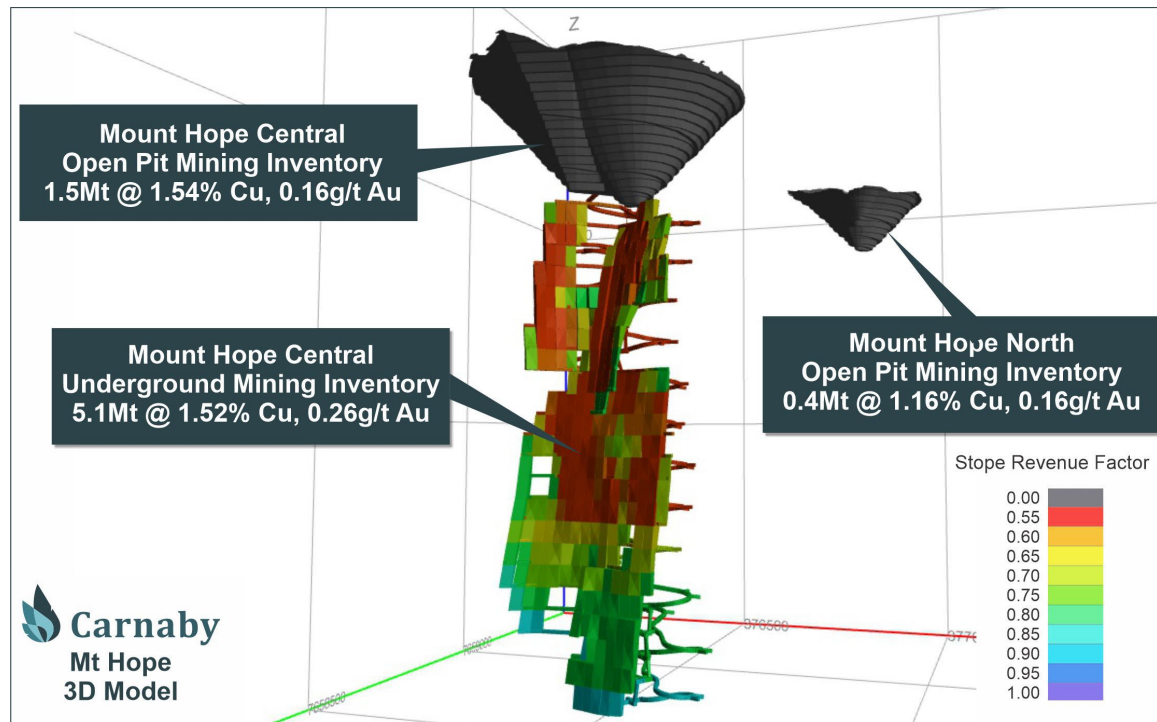 Z
Mount Hope Central
Open Pit Mining Inventory
1.5Mt @ 1.54% Cu, 0.16g/t Au
Mount Hope Central
Underground Mining Inventory
5.1Mt @ 1.52% Cu, 0.26g/t Au
Mount Hope North
Open Pit Mining Inventory
0.4Mt @ 1.16% Cu, 0.16g/t Au
Stope Revenue Factor
0.00
0.55
0.60
0.65
0.70
0.75
0.80
0.85
0.90
0.95
1.00
Carnaby
Mt Hope
3D Model
376500